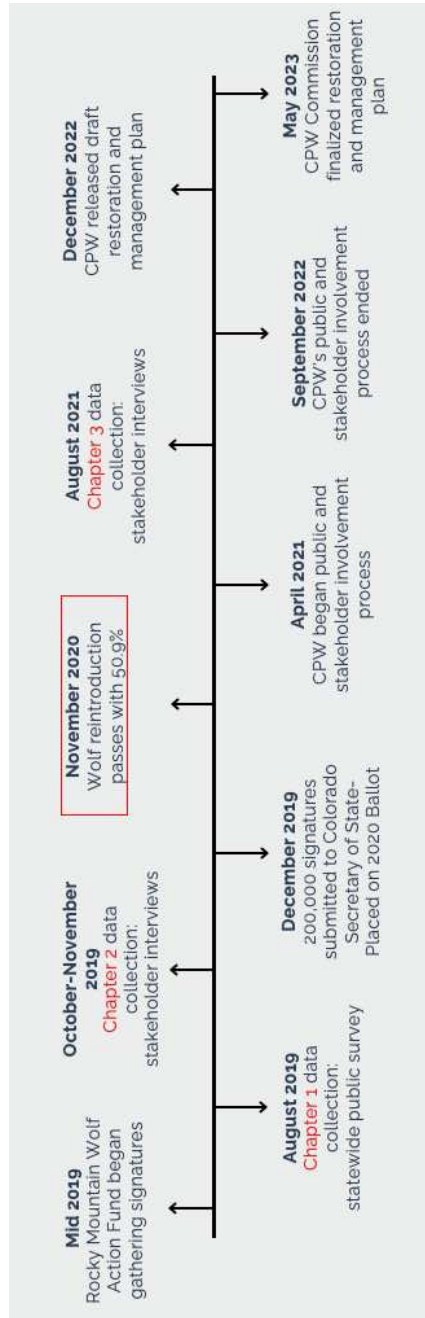 Mid 2019
Rocky Mountain Wolf
Action Fund began
gathering signatures
August 2019
Chapter 1 data
collection:
statewide public survey
October-November
2019
Chapter 2 data
collection:
stakeholder interviews
December 2019
200,000 signatures
submitted to Colorado
Secretary of State-
Placed on 2020 Ballot
November 2020
Wolf reintroduction
passes with 50.9%
April 2021
CPW began public and
stakeholder involvement
process
August 2021
Chapter 3 data
collection:
stakeholder interviews
September 2022
CPW's public and
stakeholder involvement
process ended
December 2022
CPW released draft
restoration and
management plan
May 2023
CPW Commission
finalized restoration
and management
plan